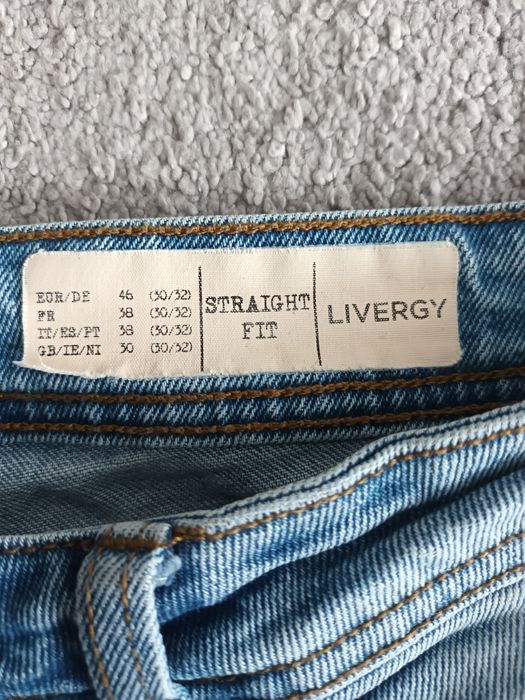 EUR/DE 46 (30/32)
FR 38 (30/32)
IT/ES/PT 38 (30/32)
GB/IE/NI 30 (30/32)
STRAIGHT
FIT
LIVERGY